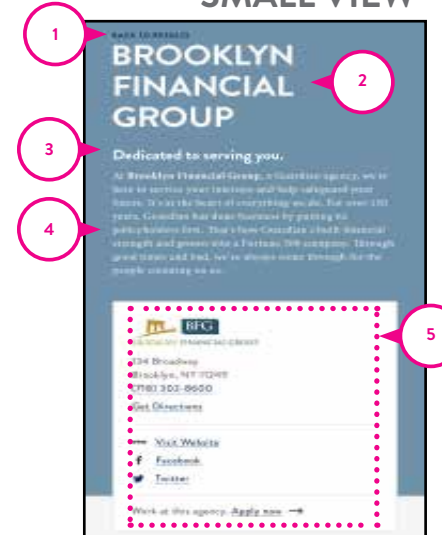 SMALL VIEW
1
BACK TO RESULTS
BROOKLYN
FINANCIAL
GROUP
2
3
Dedicated to serving you.
At Brooklyn Financial Group, a Guardian agency, we're
here to service your interests and help safeguard your
future. It's at the heart of everything we do. For over 150
years, Guardian has done business by putting its
4
policyholders first. That's how Guardian built financial
strength and grown into a Fortune 500 company. Through
good times and bad, we've always come through for the
people counting on us.
5
BFG
BROOKLYN FINANCIAL GROUP
Broadway
Brooklyn, NY 11249
(718) 302-8600
Get Directions
Visit Website
Facebook
Twitter
Work at this agency. Apply now →